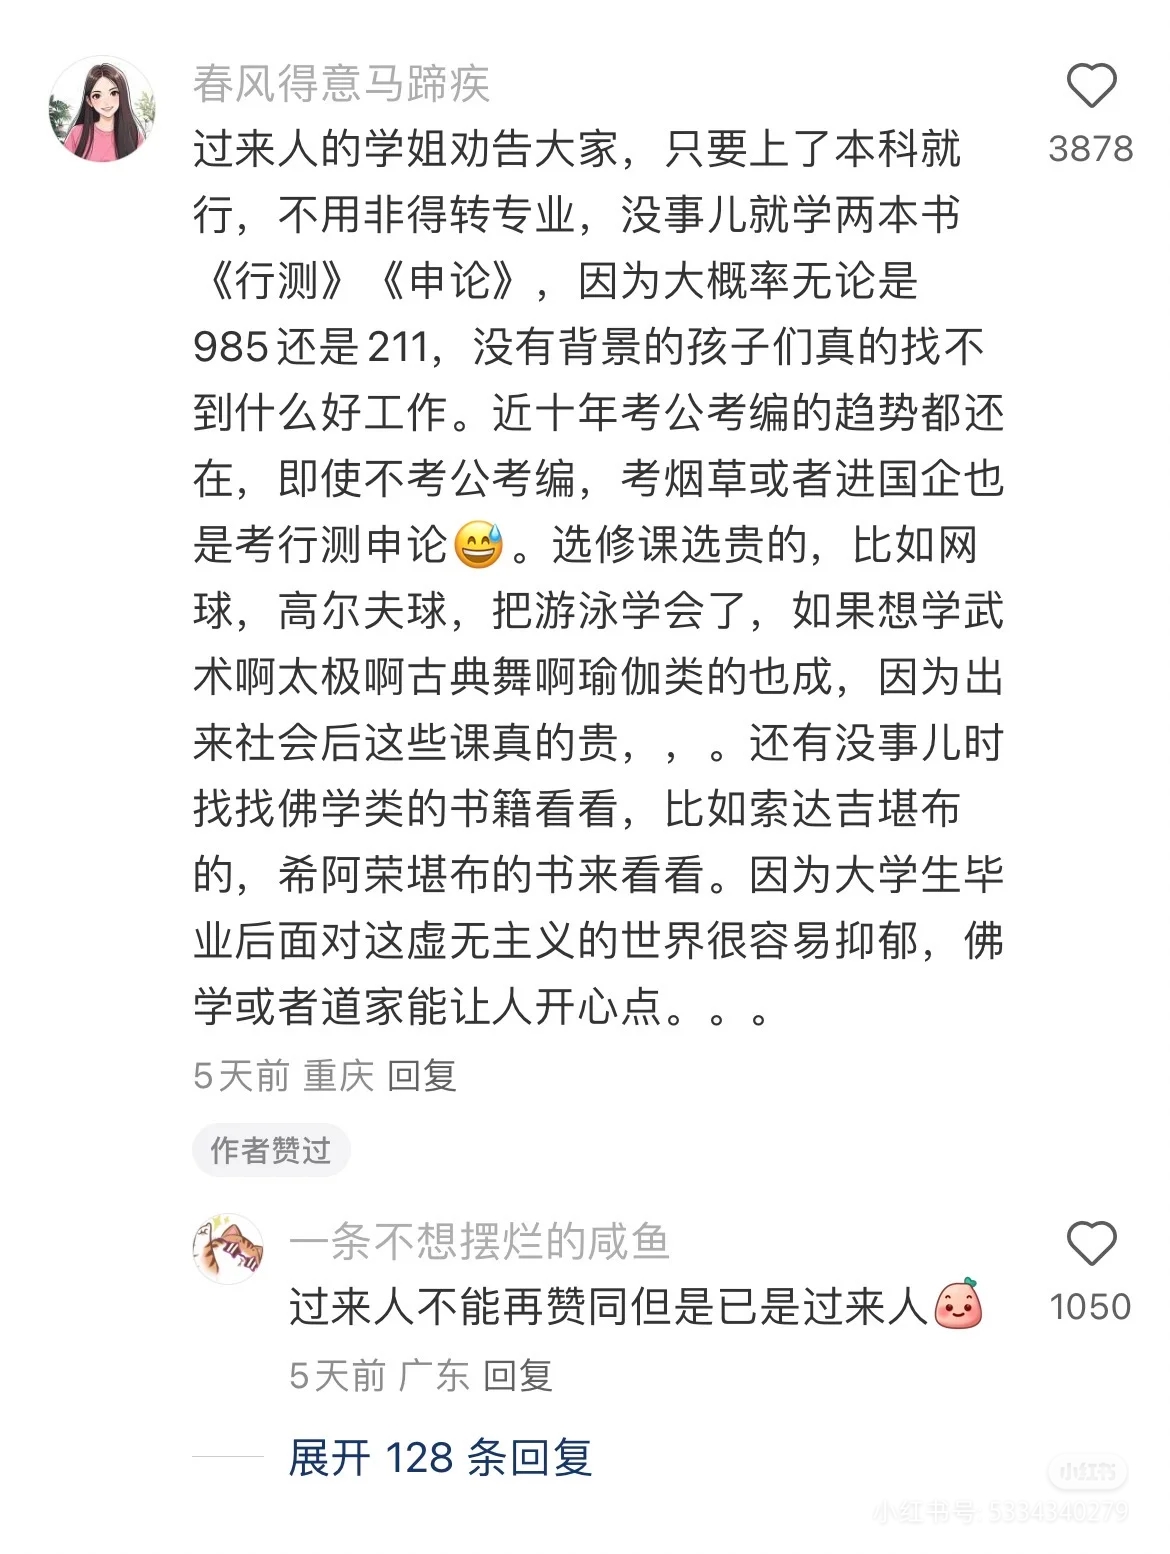 春风得意马蹄疾
3878
过来人的学姐劝告大家，只要上了本科就
行，不用非得转专业，没事儿就学两本书
《行测》《申论》，因为大概率无论是
985还是211，没有背景的孩子们真的找不
到什么好工作。近十年考公考编的趋势都还
在，即使不考公考编，考烟草或者进国企也
是考行测申论😅。选修课选贵的，比如网
球，高尔夫球，把游泳学会了，如果想学武
术啊太极啊古典舞啊瑜伽类的也成，因为出
来社会后这些课真的贵，，。还有没事儿时
找找佛学类的书籍看看，比如索达吉堪布
的，希阿荣堪布的书来看看。因为大学生毕
业后面对这虚无主义的世界很容易抑郁，佛
学或者道家能让人开心点。。。
5天前 重庆 回复
作者赞过
一条不想摆烂的咸鱼
过来人不能再赞同但是已是过来人
1050
5天前 广东 回复
展开 128 条回复
小红书
小红书号: 5334340279